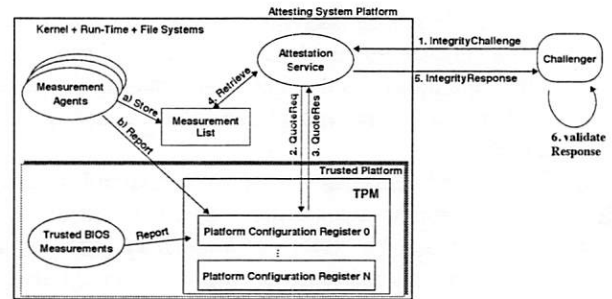 Attesting System Platform
Kernel + Run-Time + File Systems
Measurement
Agents
a) Store
b) Report
Measurement
List
4. Retrieve
Attestation
Service
1. IntegrityChallenge
5. IntegrityResponse
Challenger
6. validate
Response
2. QuoteReq
3. QuoteRes
Trusted Platform
TPM
Trusted BIOS
Measurements
Report
Platform Configuration Register 0
⋮
Platform Configuration Register N